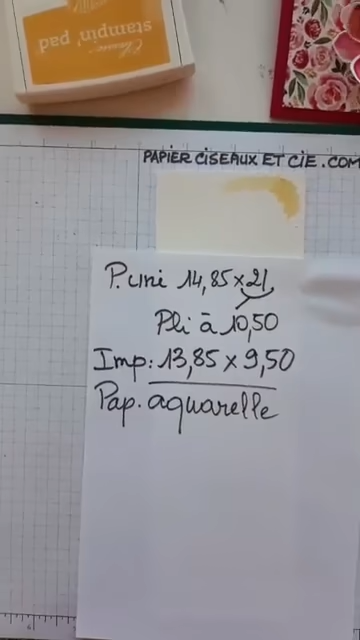 Classic
stampin' pad
PAPIER CISEAUX ET CIE.COM
P. uni 14,85 x 21
Pli à 10,50
Imp: 13,85 x 9,50
Pap. aquarelle